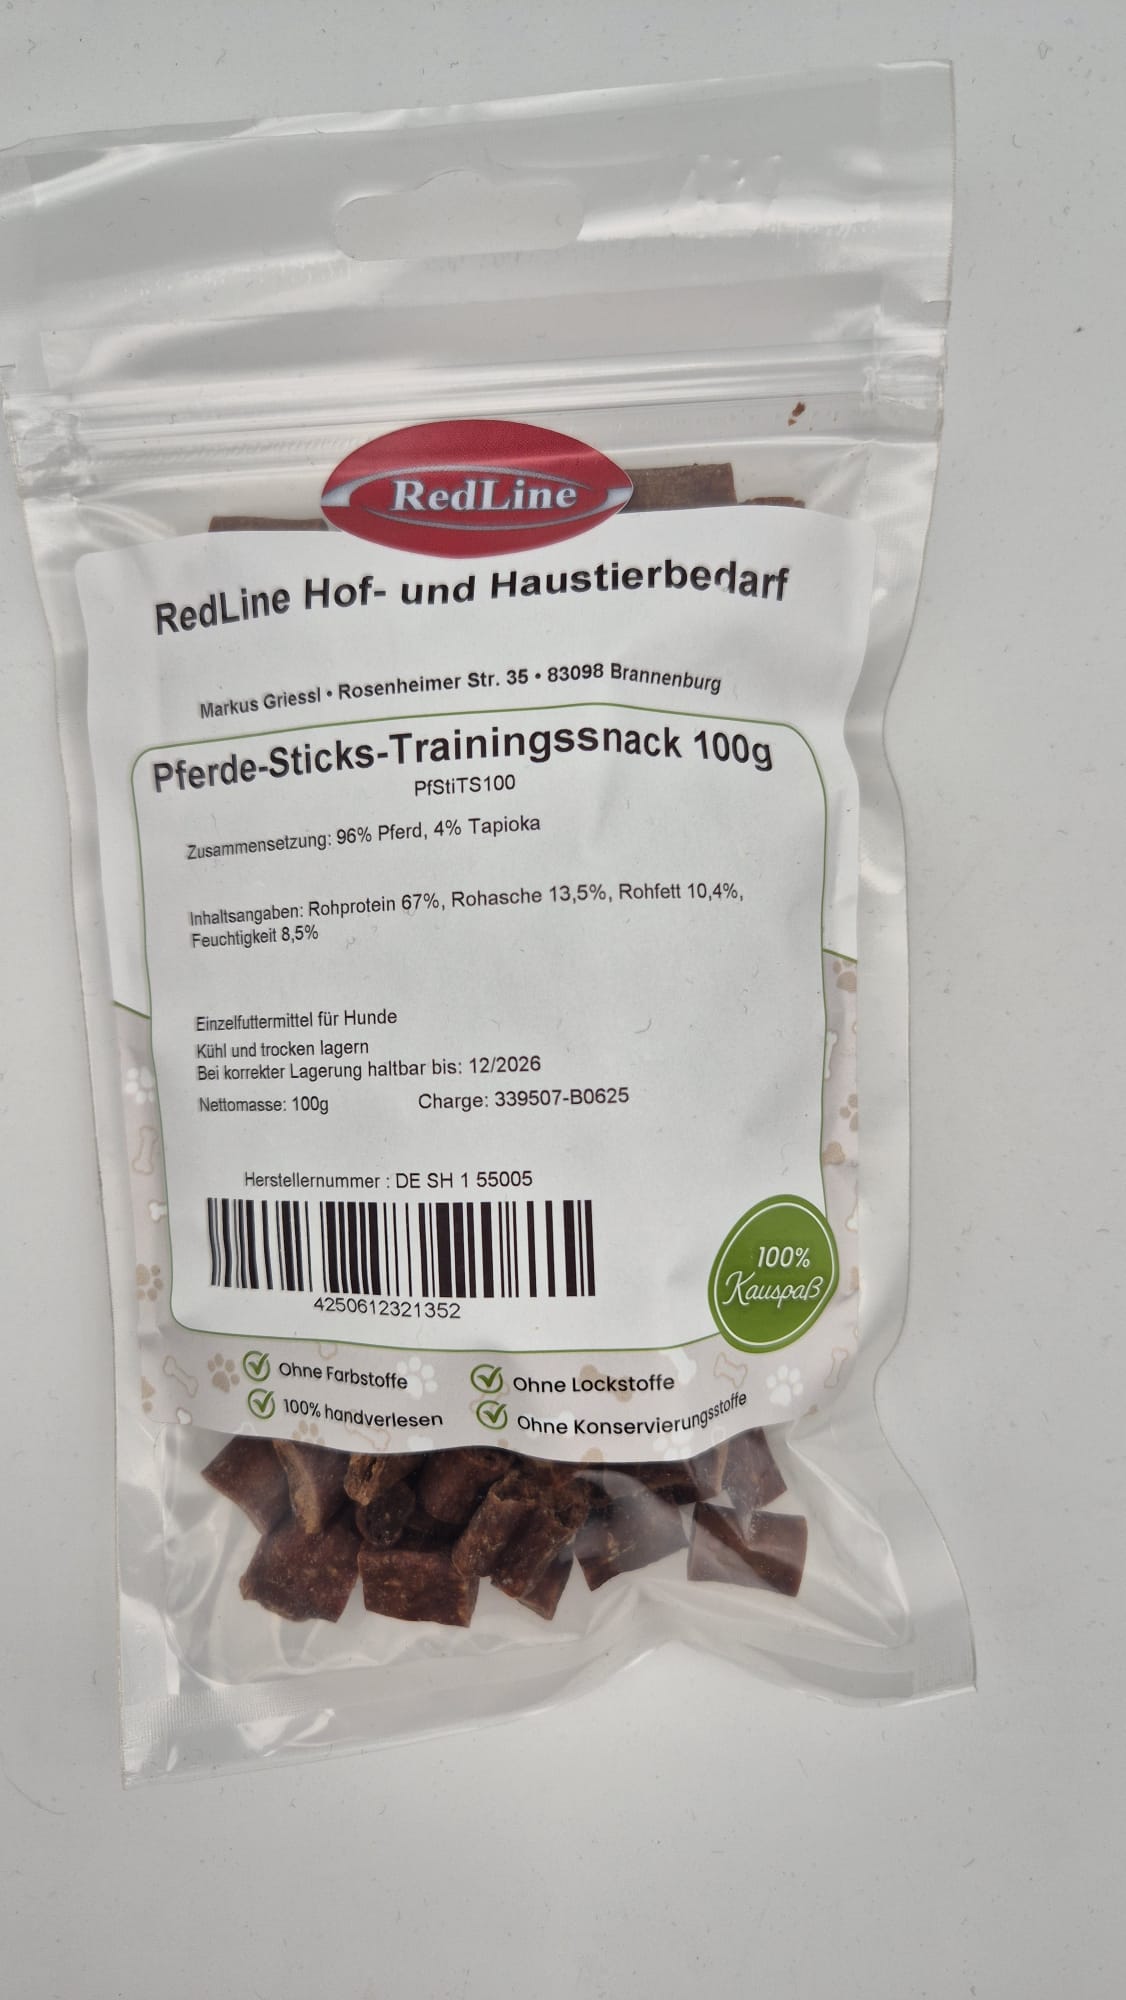 RedLine
RedLine Hof- und Haustierbedarf
Markus Griessl • Rosenheimer Str. 35 • 83098 Brannenburg
Pferde-Sticks-Trainingssnack 100g
PfStiTS100
Zusammensetzung: 96% Pferd, 4% Tapioka
Inhaltsangaben: Rohprotein 67%, Rohasche 13,5%, Rohfett 10,4%,
Feuchtigkeit 8,5%
Einzelfuttermittel für Hunde
Kühl und trocken lagern
Bei korrekter Lagerung haltbar bis: 12/2026
Nettomasse: 100g Charge: 339507-B0625
Herstellernummer : DE SH 1 55005
4250612321352
100%
Kauspaß
Ohne Farbstoffe Ohne Lockstoffe
100% handverlesen Ohne Konservierungsstoffe